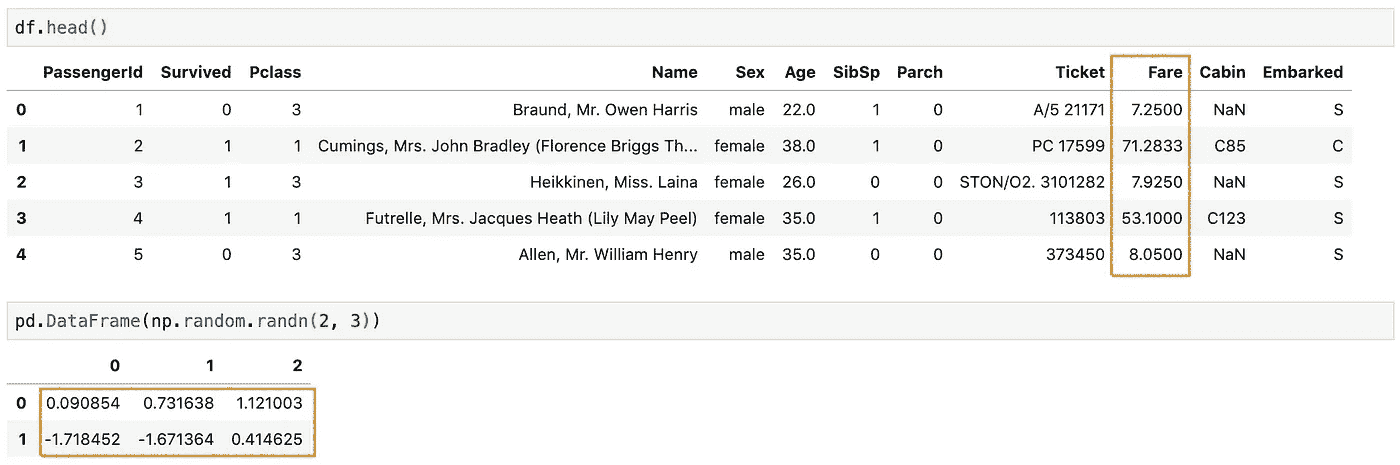 df.head()
PassengerId Survived Pclass Name Sex Age SibSp Parch Ticket Fare Cabin Embarked
0 1 0 3 Braund, Mr. Owen Harris male 22.0 1 0 A/5 21171 7.2500 NaN S
1 2 1 1 Cumings, Mrs. John Bradley (Florence Briggs Th... female 38.0 1 0 PC 17599 71.2833 C85 C
2 3 1 3 Heikkinen, Miss. Laina female 26.0 0 0 STON/O2. 3101282 7.9250 NaN S
3 4 1 1 Futrelle, Mrs. Jacques Heath (Lily May Peel) female 35.0 1 0 113803 53.1000 C123 S
4 5 0 3 Allen, Mr. William Henry male 35.0 0 0 373450 8.0500 NaN S
pd.DataFrame(np.random.randn(2, 3))
0 1 2
0 0.090854 0.731638 1.121003
1 -1.718452 -1.671364 0.414625